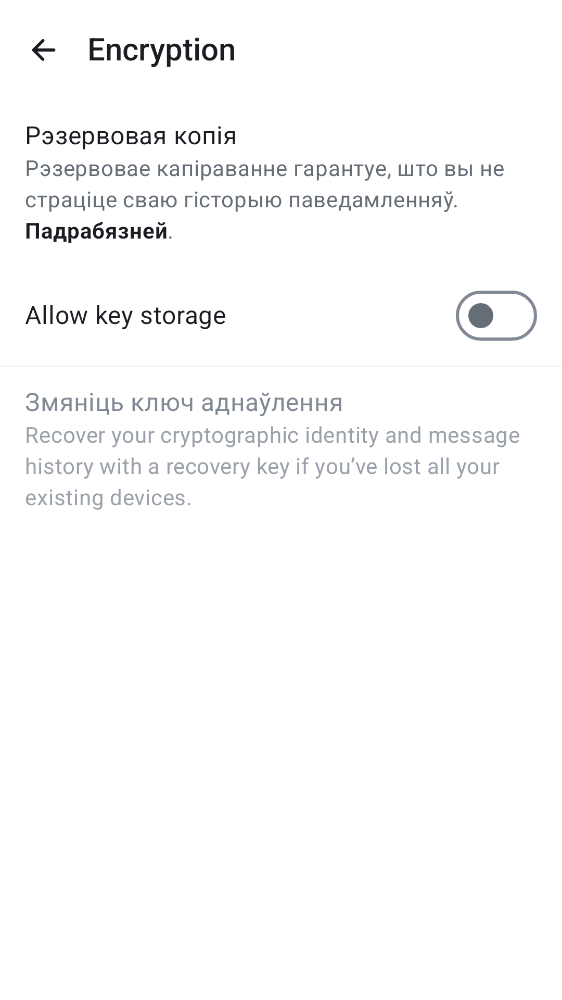 Encryption
Рэзервовая копія
Рэзервовае капіраванне гарантуе, што вы не
страціце сваю гісторыю паведамленняў.
Падрабязней.
Allow key storage
Змяніць ключ аднаўлення
Recover your cryptographic identity and message
history with a recovery key if you’ve lost all your
existing devices.